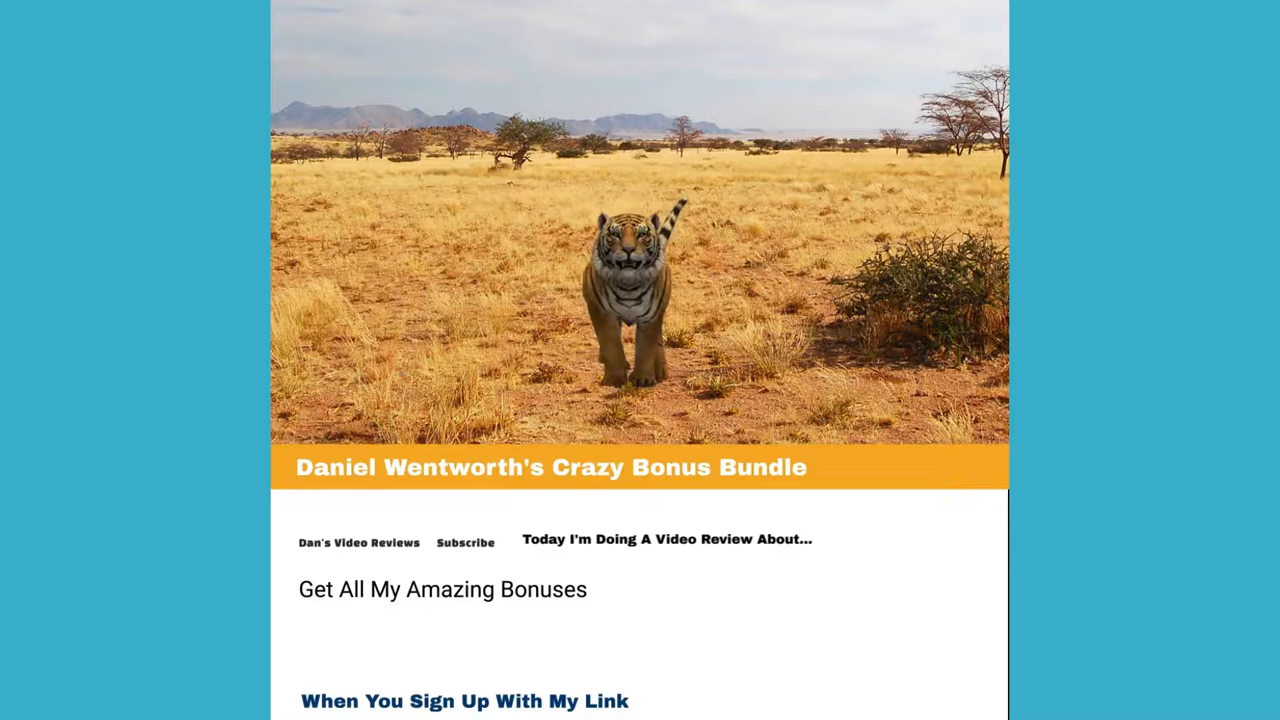 Daniel Wentworth's Crazy Bonus Bundle
Dan's Video Reviews Subscribe Today I'm Doing A Video Review About...
Get All My Amazing Bonuses
When You Sign Up With My Link